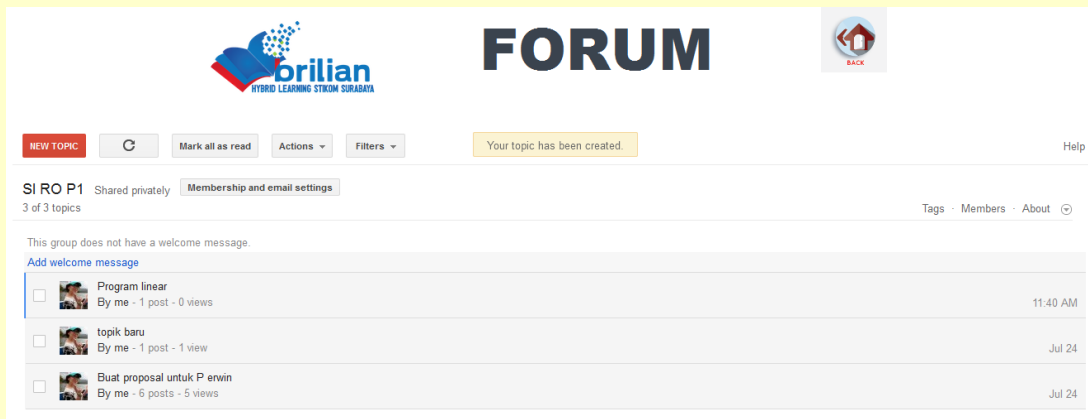 brilian
HYBRID LEARNING STIKOM SURABAYA
FORUM
BACK
NEW TOPIC
Mark all as read
Actions
Filters
Your topic has been created.
Help
SI RO P1 Shared privately Membership and email settings
3 of 3 topics
Tags · Members · About
This group does not have a welcome message.
Add welcome message
Program linear
By me - 1 post - 0 views
11:40 AM
topik baru
By me - 1 post - 1 view
Jul 24
Buat proposal untuk P erwin
By me - 6 posts - 5 views
Jul 24